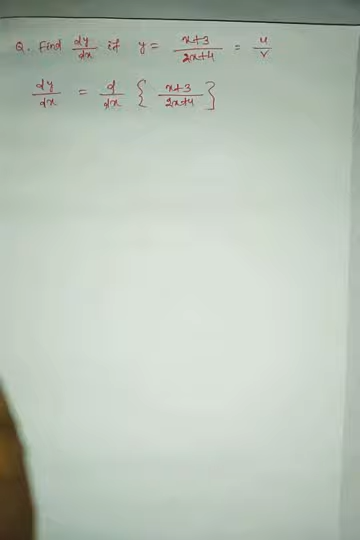 Q. Find dy/dx if y = x+3/2x+4 = u/v
dy/dx = d/dx { x+3/2x+4 }